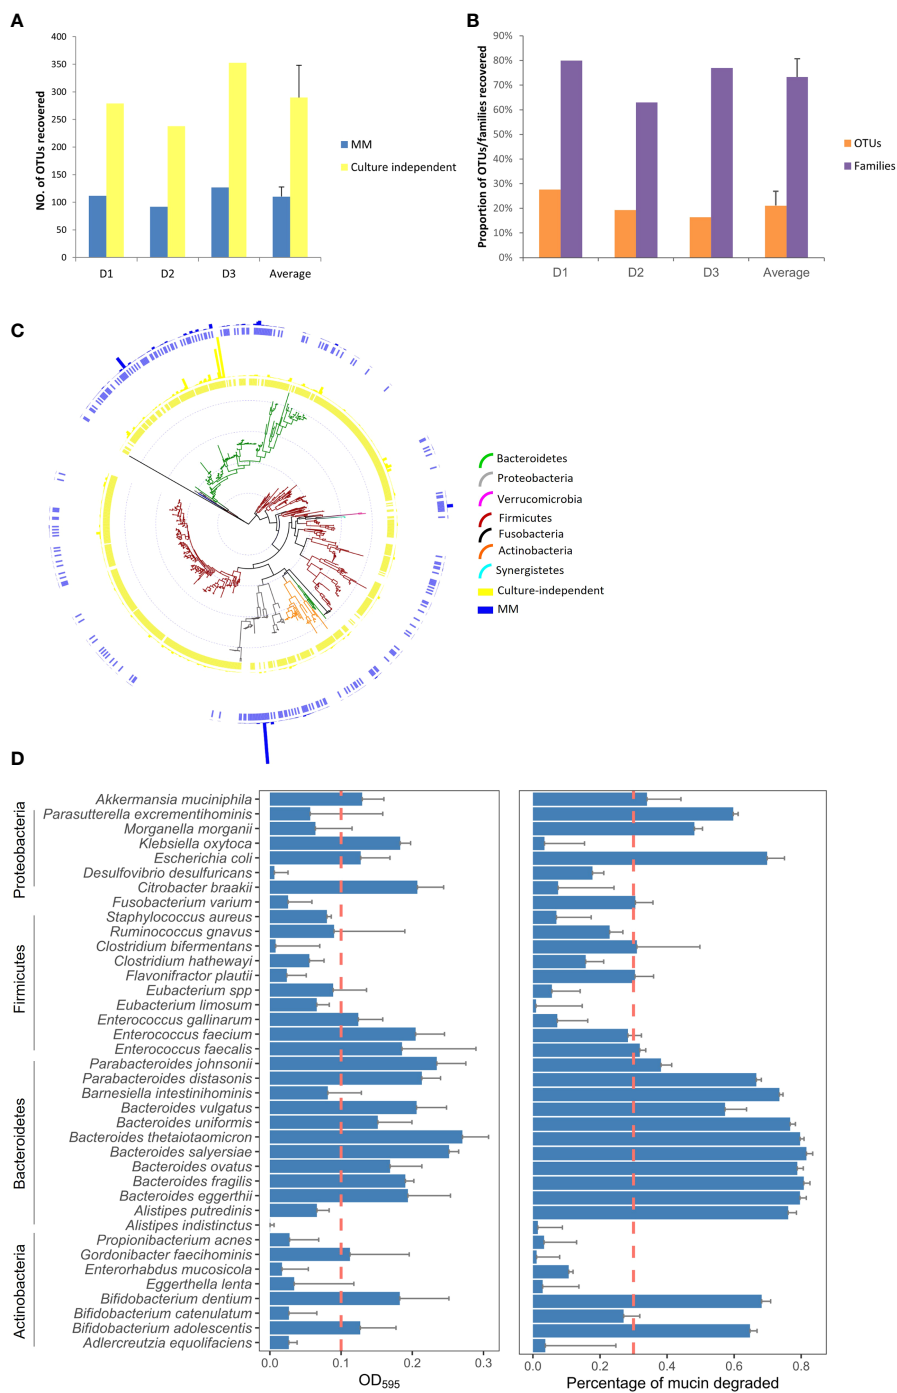 A
NO. of OTUs recovered
400
350
300
250
200
150
100
50
0
D1
D2
D3
Average
MM
Culture independent
B
Proportion of OTUs/families recovered
90%
80%
70%
60%
50%
40%
30%
20%
10%
0%
D1
D2
D3
Average
OTUs
Families
C
Bacteroidetes
Proteobacteria
Verrucomicrobia
Firmicutes
Fusobacteria
Actinobacteria
Synergistetes
Culture-independent
MM
D
Proteobacteria
Firmicutes
Bacteroidetes
Actinobacteria
Akkermansia muciniphila
Parasutterella excrementihominis
Morganella morganii
Klebsiella oxytoca
Escherichia coli
Desulfovibrio desulfuricans
Citrobacter braakii
Fusobacterium varium
Staphylococcus aureus
Ruminococcus gnavus
Clostridium bifermentans
Clostridium hathewayi
Flavonifractor plautii
Eubacterium spp
Eubacterium limosum
Enterococcus gallinarum
Enterococcus faecium
Enterococcus faecalis
Parabacteroides johnsonii
Parabacteroides distasonis
Barnesiella intestinihominis
Bacteroides vulgatus
Bacteroides uniformis
Bacteroides thetaiotaomicron
Bacteroides salyersiae
Bacteroides ovatus
Bacteroides fragilis
Bacteroides eggerthii
Alistipes putredinis
Alistipes indistinctus
Propionibacterium acnes
Gordonibacter faecihominis
Enterorhabdus mucosicola
Eggerthella lenta
Bifidobacterium dentium
Bifidobacterium catenulatum
Bifidobacterium adolescentis
Adlercreutzia equolifaciens
0.0 0.1 0.2 0.3
OD595
0.0 0.2 0.4 0.6 0.8
Percentage of mucin degraded